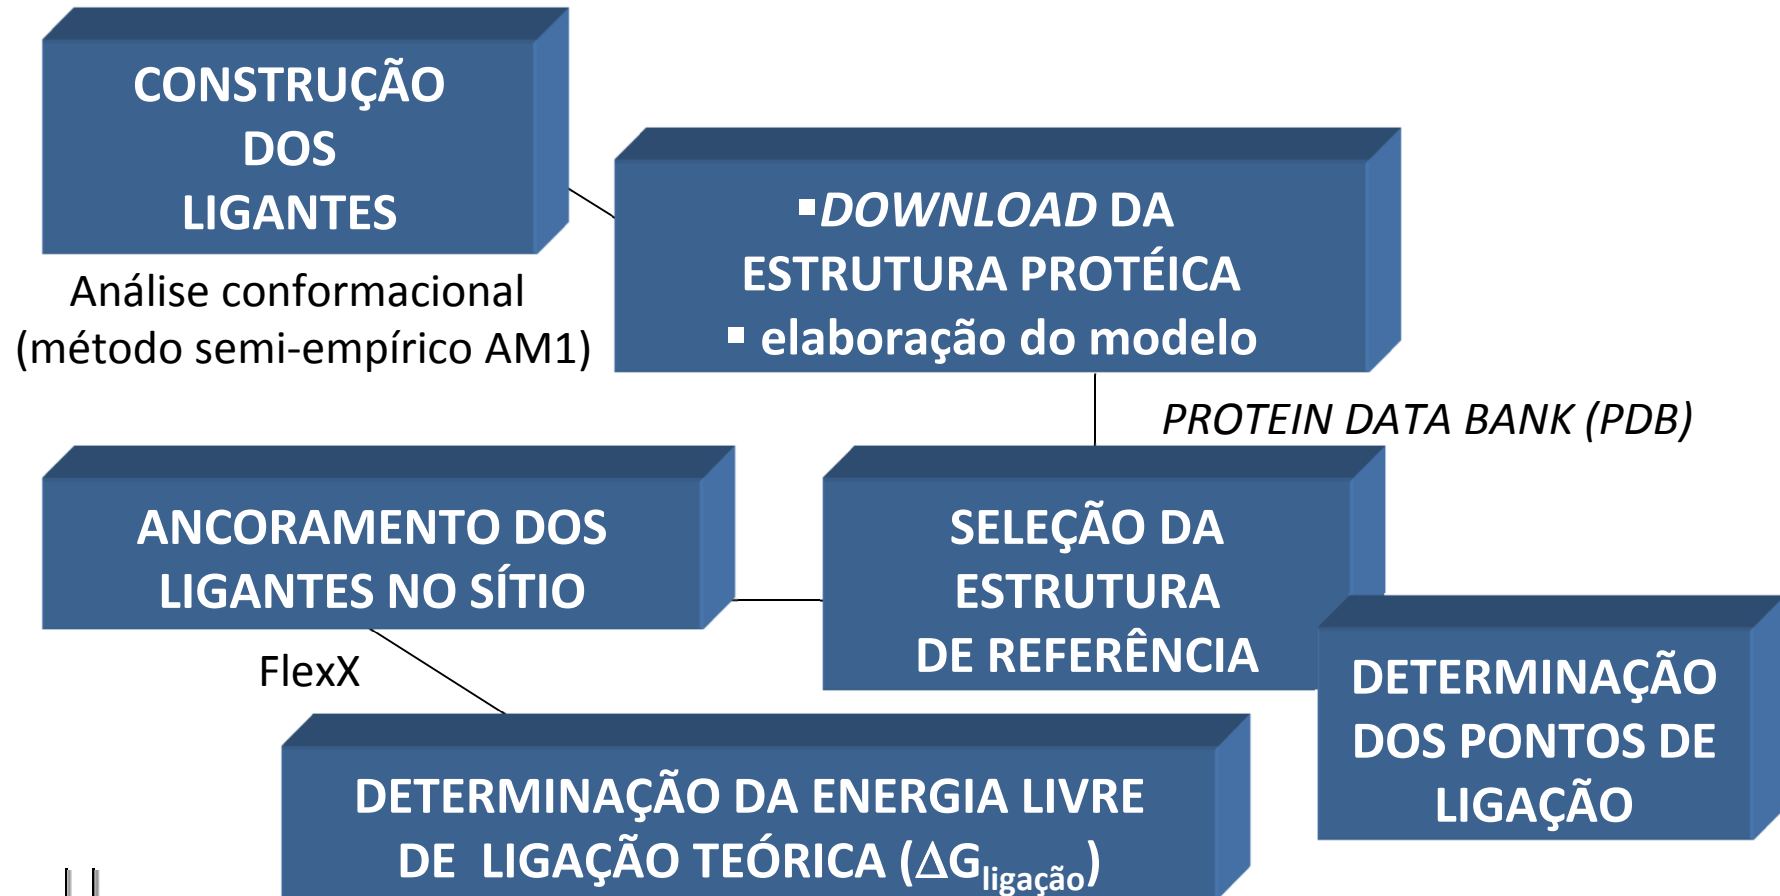 CONSTRUÇÃO
DOS
LIGANTES
Análise conformacional
(método semi-empírico AM1)
▪DOWNLOAD DA
ESTRUTURA PROTÉICA
▪ elaboração do modelo
PROTEIN DATA BANK (PDB)
SELEÇÃO DA
ESTRUTURA
DE REFERÊNCIA
DETERMINAÇÃO
DOS PONTOS DE
LIGAÇÃO
ANCORAMENTO DOS
LIGANTES NO SÍTIO
FlexX
DETERMINAÇÃO DA ENERGIA LIVRE
DE LIGAÇÃO TEÓRICA (ΔGligação)